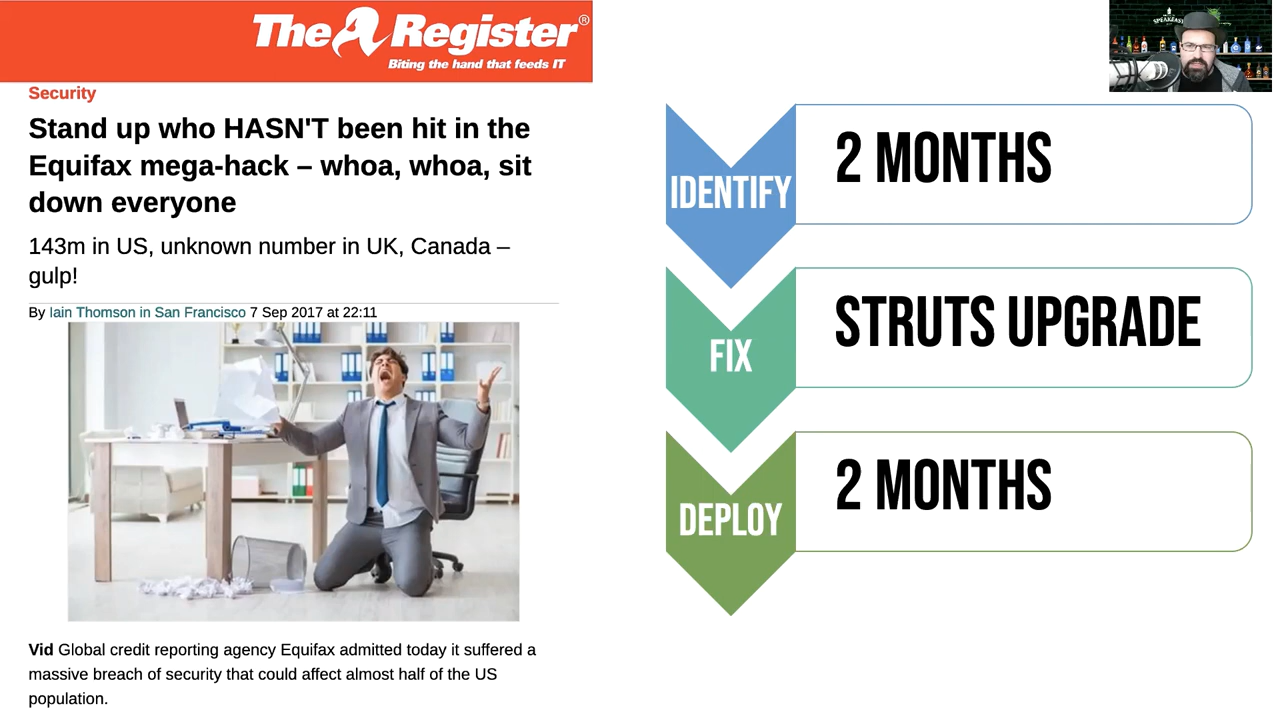 The Register®
Biting the hand that feeds IT
Security
Stand up who HASN'T been hit in the
Equifax mega-hack – whoa, whoa, sit
down everyone
143m in US, unknown number in UK, Canada –
gulp!
By Iain Thomson in San Francisco 7 Sep 2017 at 22:11
Vid Global credit reporting agency Equifax admitted today it suffered a
massive breach of security that could affect almost half of the US
population.
SPEAKEASY
IDENTIFY
2 MONTHS
FIX
STRUTS UPGRADE
DEPLOY
2 MONTHS